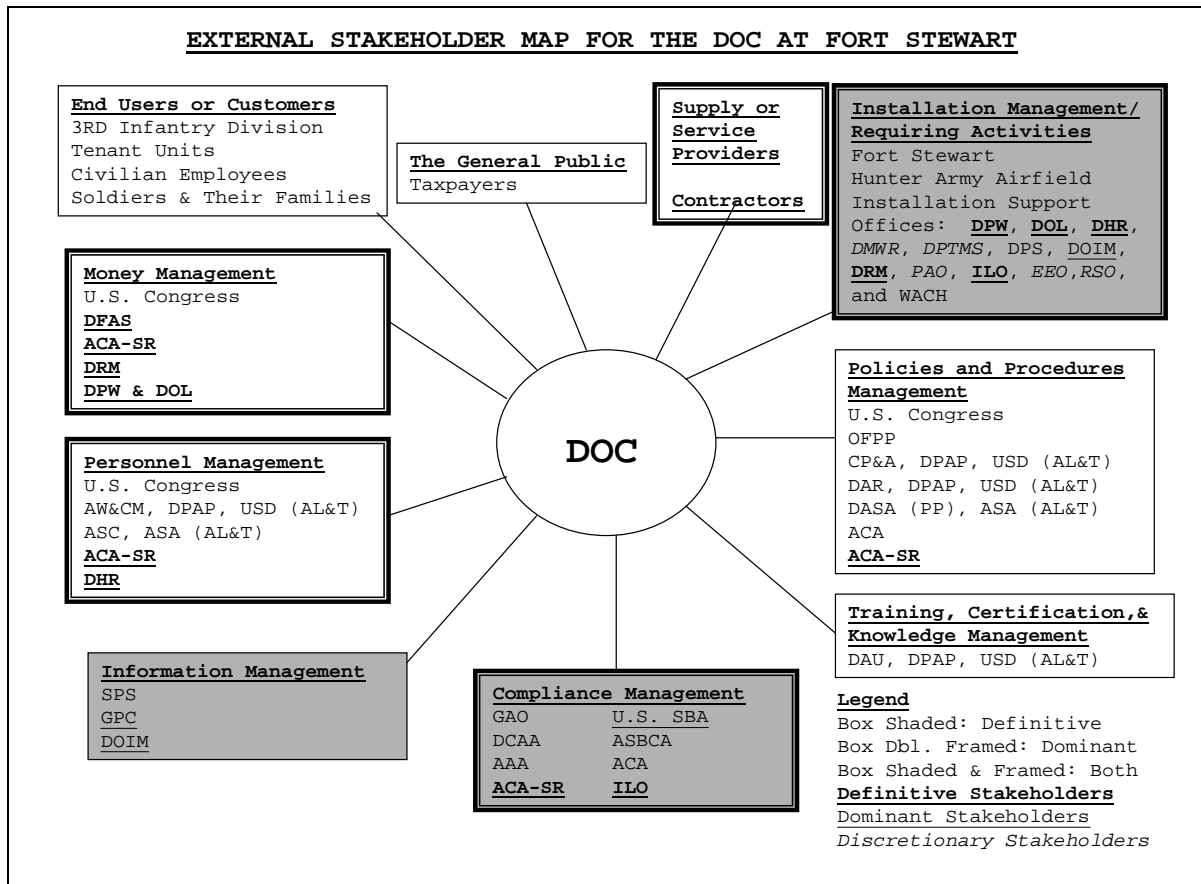 EXTERNAL STAKEHOLDER MAP FOR THE DOC AT FORT STEWART
End Users or Customers
3RD Infantry Division
Tenant Units
Civilian Employees
Soldiers & Their Families
The General Public
Taxpayers
Supply or
Service
Providers
Contractors
Installation Management/
Requiring Activities
Fort Stewart
Hunter Army Airfield
Installation Support
Offices: DPW, DOL, DHR,
DMWR, DPTMS, DPS, DOIM,
DRM, PAO, ILO, EEO,RSO,
and WACH
Money Management
U.S. Congress
DFAS
ACA-SR
DRM
DPW & DOL
DOC
Policies and Procedures
Management
U.S. Congress
OFPP
CP&A, DPAP, USD (AL&T)
DAR, DPAP, USD (AL&T)
DASA (PP), ASA (AL&T)
ACA
ACA-SR
Personnel Management
U.S. Congress
AW&CM, DPAP, USD (AL&T)
ASC, ASA (AL&T)
ACA-SR
DHR
Training, Certification,&
Knowledge Management
DAU, DPAP, USD (AL&T)
Information Management
SPS
GPC
DOIM
Compliance Management
GAO U.S. SBA
DCAA ASBCA
AAA ACA
ACA-SR ILO
Legend
Box Shaded: Definitive
Box Dbl. Framed: Dominant
Box Shaded & Framed: Both
Definitive Stakeholders
Dominant Stakeholders
Discretionary Stakeholders